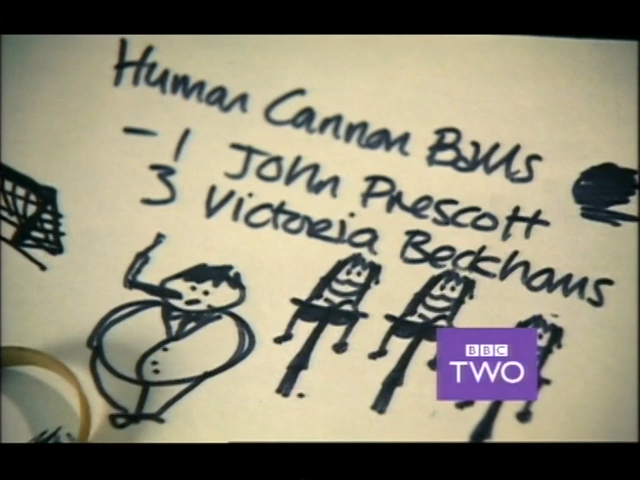 Human Cannon Balls
- 1 John Prescott
3 Victoria Beckhams
BBC
TWO